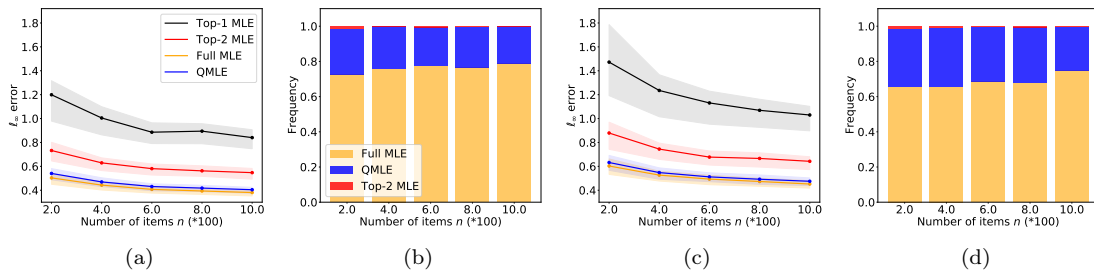 1.8
1.6
1.4
1.2
1.0
0.8
0.6
0.4
ℓ∞ error
Top-1 MLE
Top-2 MLE
Full MLE
QMLE
2.0 4.0 6.0 8.0 10.0
Number of items n (*100)
(a)
1.0
0.8
0.6
0.4
0.2
0.0
Frequency
Full MLE
QMLE
Top-2 MLE
2.0 4.0 6.0 8.0 10.0
Number of items n (*100)
(b)
1.8
1.6
1.4
1.2
1.0
0.8
0.6
0.4
ℓ∞ error
2.0 4.0 6.0 8.0 10.0
Number of items n (*100)
(c)
1.0
0.8
0.6
0.4
0.2
0.0
Frequency
2.0 4.0 6.0 8.0 10.0
Number of items n (*100)
(d)